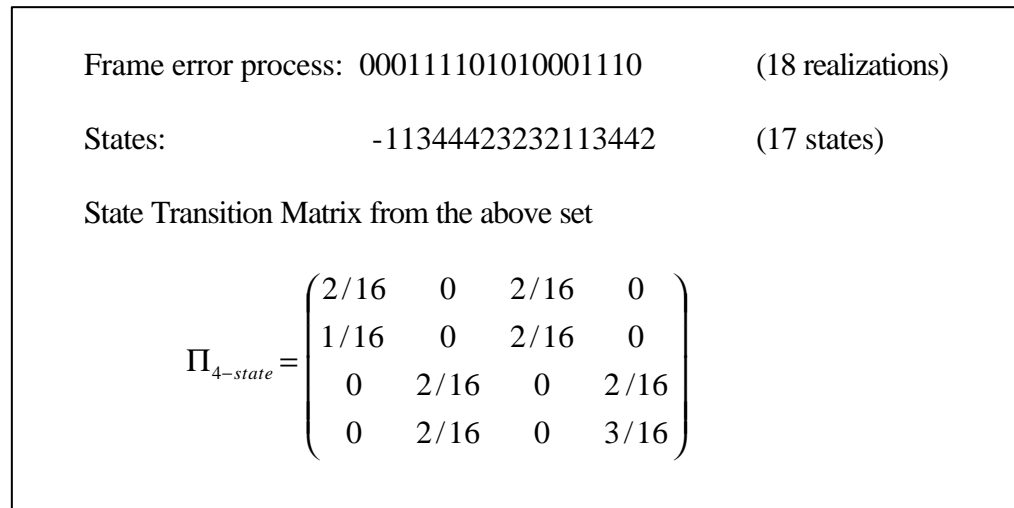 Frame error process: 000111101010001110 (18 realizations)
States: -11344423232113442 (17 states)
State Transition Matrix from the above set
Π4−state = 
2/16 0 2/16 0
1/16 0 2/16 0
0 2/16 0 2/16
0 2/16 0 3/16